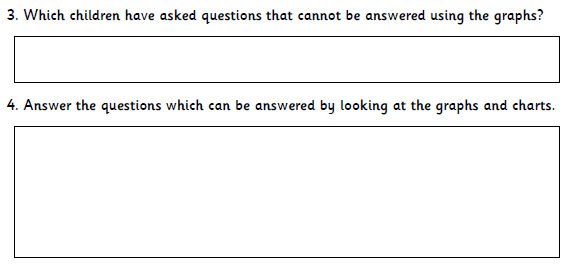 3. Which children have asked questions that cannot be answered using the graphs?
4. Answer the questions which can be answered by looking at the graphs and charts.